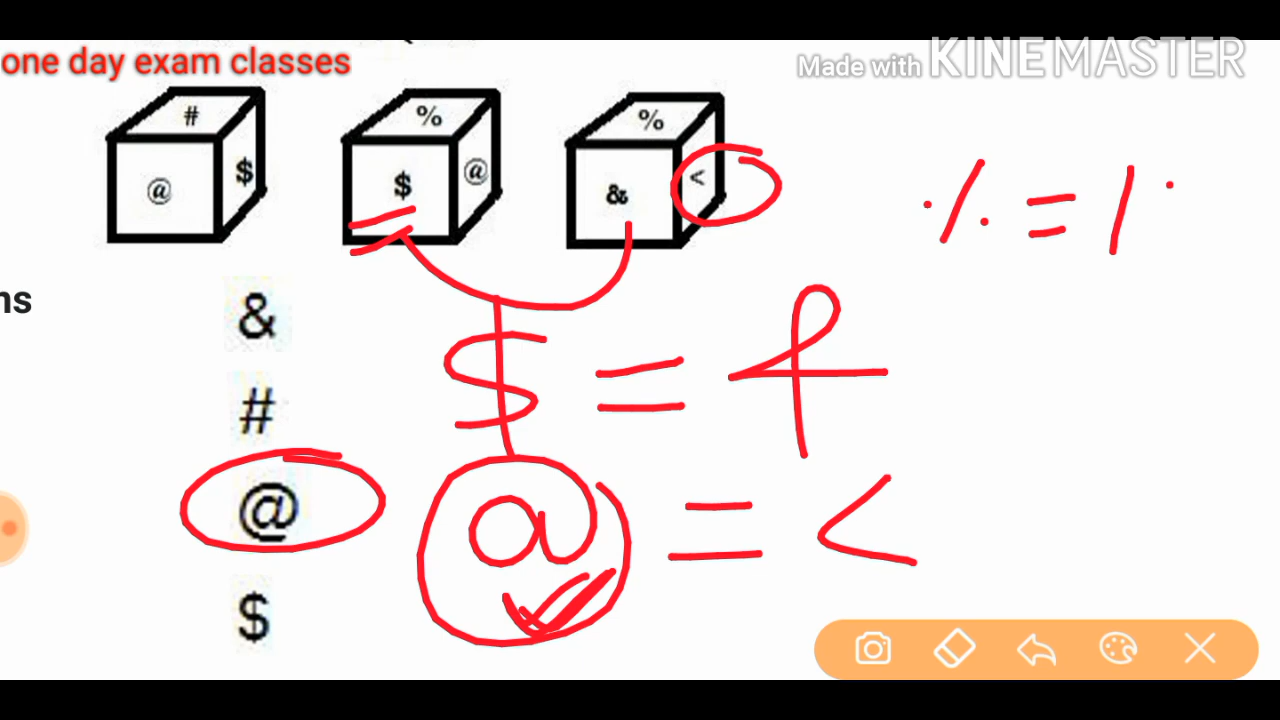 one day exam classes
Made with KINEMASTER
# % %
@ $ $ @ & <
% = 1
ns
&
#
@
$
$ =
@ = <